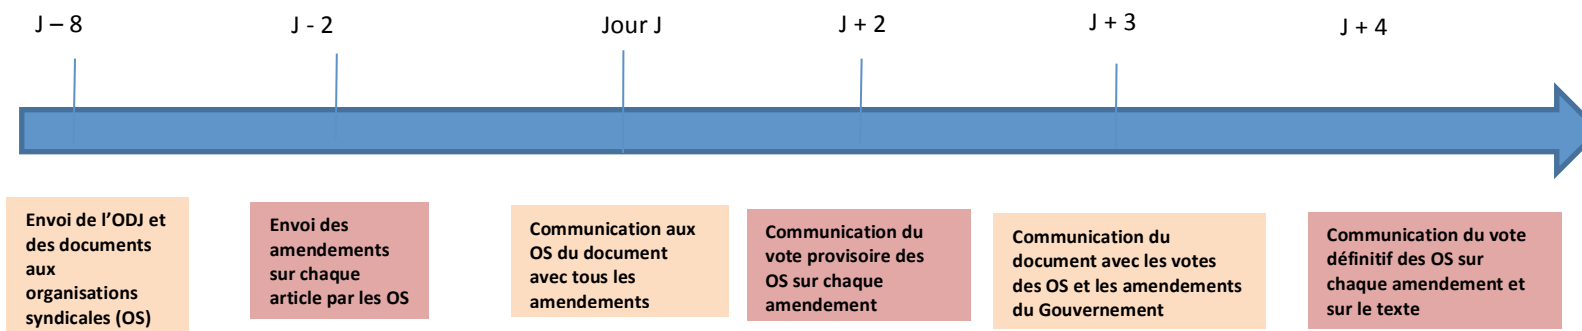 J – 8
J - 2
Jour J
J + 2
J + 3
J + 4
Envoi de l’ODJ et
des documents
aux
organisations
syndicales (OS)
Envoi des
amendements
sur chaque
article par les OS
Communication aux
OS du document
avec tous les
amendements
Communication du
vote provisoire des
OS sur chaque
amendement
Communication du
document avec les votes
des OS et les amendements
du Gouvernement
Communication du vote
définitif des OS sur
chaque amendement et
sur le texte